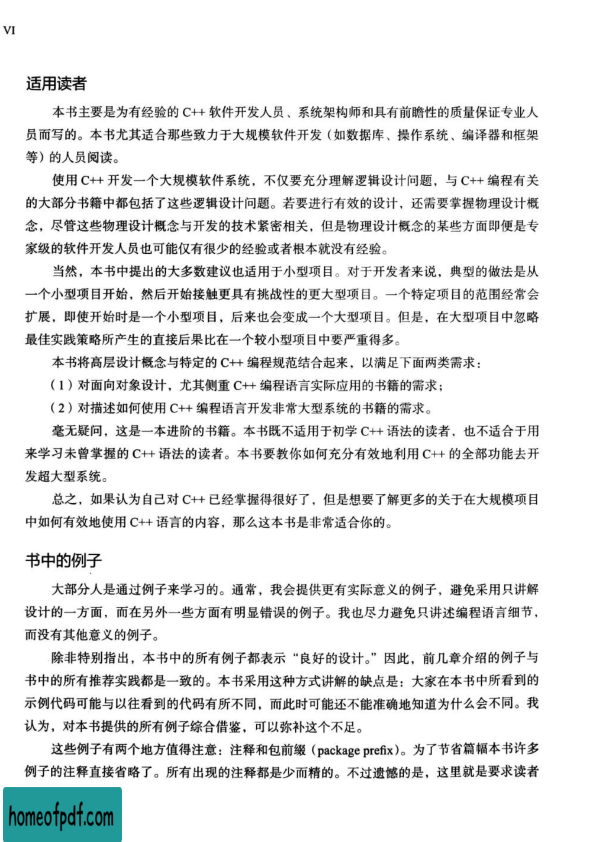 VI
适用读者
本书主要是为有经验的 C++ 软件开发人员、系统架构师和具有前瞻性的质量保证专业人
员而写的。本书尤其适合那些致力于大规模软件开发（如数据库、操作系统、编译器和框架
等）的人员阅读。
使用 C++ 开发一个大规模软件系统，不仅要充分理解逻辑设计问题，与 C++ 编程有关
的大部分书籍中都包括了这些逻辑设计问题。若要进行有效的设计，还需要掌握物理设计概
念，尽管这些物理设计概念与开发的技术紧密相关，但是物理设计概念的某些方面即便是专
家级的软件开发人员也可能仅有很少的经验或者根本就没有经验。
当然，本书中提出的大多数建议也适用于小型项目。对于开发者来说，典型的做法是从
一个小型项目开始，然后开始接触更具有挑战性的更大型项目。一个特定项目的范围经常会
扩展，即使开始时是一个小型项目，后来也会变成一个大型项目。但是，在大型项目中忽略
最佳实践策略所产生的直接后果比在一个较小型项目中要严重得多。
本书将高层设计概念与特定的 C++ 编程规范结合起来，以满足下面两类需求：
（1）对面向对象设计，尤其侧重 C++ 编程语言实际应用的书籍的需求；
（2）对描述如何使用 C++ 编程语言开发非常大型系统的书籍的需求。
毫无疑问，这是一本进阶的书籍。本书既不适用于初学 C++ 语法的读者，也不适合于用
来学习未曾掌握的 C++ 语法的读者。本书要教你如何充分有效地利用 C++ 的全部功能去开
发超大型系统。
总之，如果认为自己对 C++ 已经掌握得很好了，但是想要了解更多的关于在大规模项目
中如何有效地使用 C++ 语言的内容，那么这本书是非常适合你的。
书中的例子
大部分人是通过例子来学习的。通常，我会提供更有实际意义的例子，避免采用只讲解
设计的一方面，而在另外一些方面有明显错误的例子。我也尽力避免只讲述编程语言细节，
而没有其他意义的例子。
除非特别指出，本书中的所有例子都表示“良好的设计。”因此，前几章介绍的例子与
书中的所有推荐实践都是一致的。本书采用这种方式讲解的缺点是：大家在本书中所看到的
示例代码可能与以往看到的代码有所不同，而此时可能还不能准确地知道为什么会不同。我
认为，对本书提供的所有例子综合借鉴，可以弥补这个不足。
这些例子有两个地方值得注意：注释和包前缀（package prefix）。为了节省篇幅本书许多
例子的注释直接省略了。所有出现的注释都是少而精的。不过遗憾的是，这里就是要求读者
homeofpdf.com